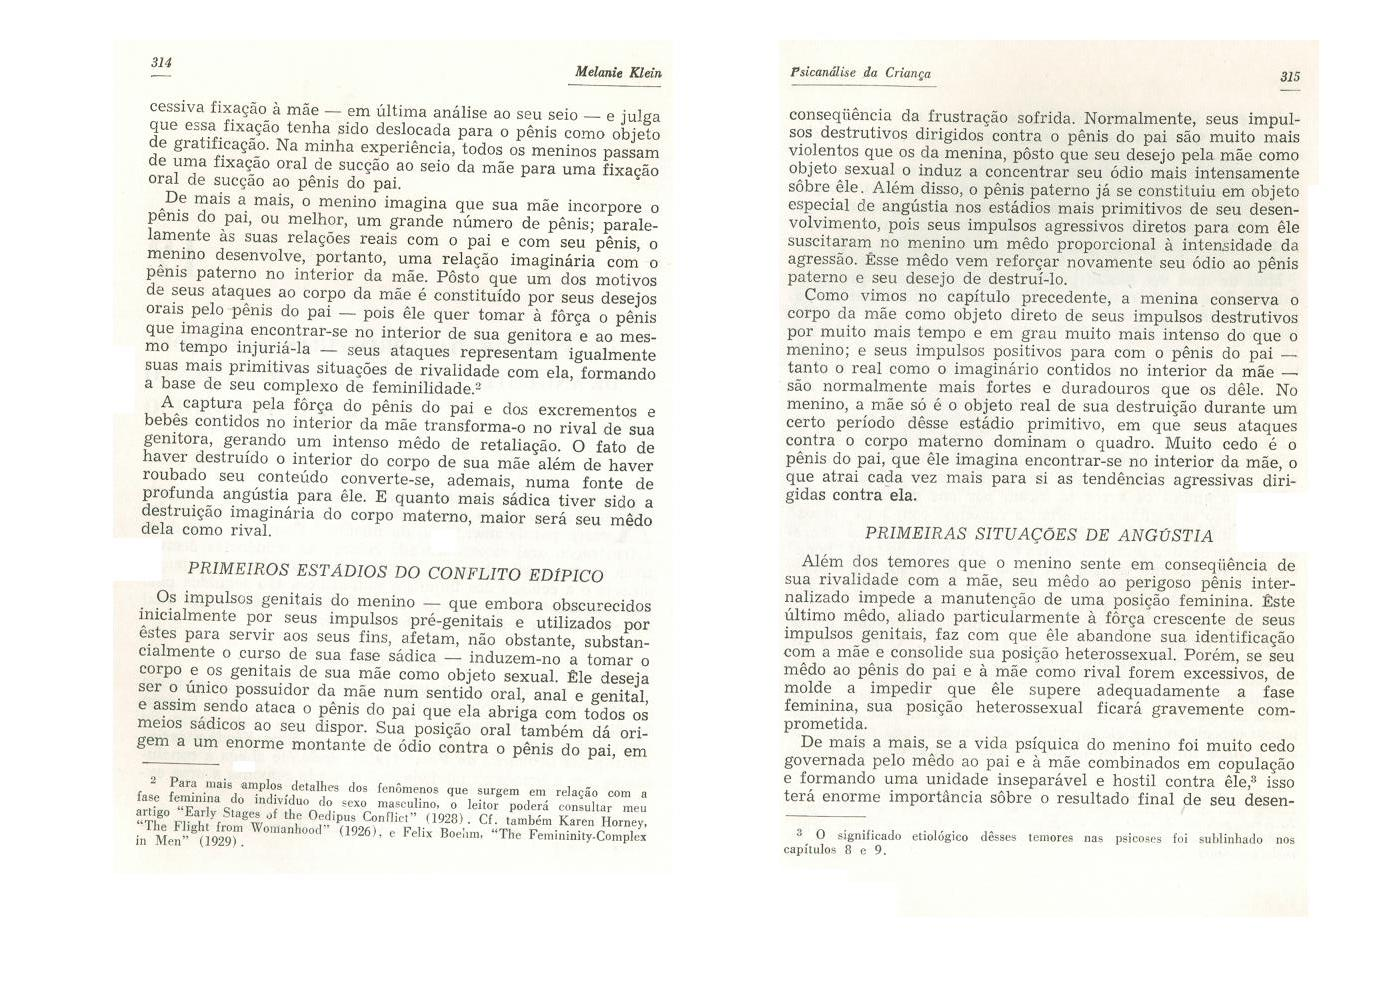 314
Melanie Klein
cessiva fixação à mãe — em última análise ao seu seio — e julga
que essa fixação tenha sido deslocada para o pênis como objeto
de gratificação. Na minha experiência, todos os meninos passam
de uma fixação oral de sucção ao seio da mãe para uma fixação
oral de sucção ao pênis do pai.
De mais a mais, o menino imagina que sua mãe incorpore o
pênis do pai, ou melhor, um grande número de pênis; parale-
lamente às suas relações reais com o pai e com seu pênis, o
menino desenvolve, portanto, uma relação imaginária com o
pênis paterno no interior da mãe. Pôsto que um dos motivos
de seus ataques ao corpo da mãe é constituído por seus desejos
orais pelo pênis do pai — pois êle quer tomar à fôrça o pênis
que imagina encontrar-se no interior de sua genitora e ao mes-
mo tempo injuriá-la — seus ataques representam igualmente
suas mais primitivas situações de rivalidade com ela, formando
a base de seu complexo de feminilidade.²
A captura pela fôrça do pênis do pai e dos excrementos e
bebês contidos no interior da mãe transforma-o no rival de sua
genitora, gerando um intenso mêdo de retaliação. O fato de
haver destruído o interior do corpo de sua mãe além de haver
roubado seu conteúdo converte-se, ademais, numa fonte de
profunda angústia para êle. E quanto mais sádica tiver sido a
destruição imaginária do corpo materno, maior será seu mêdo
dela como rival.
PRIMEIROS ESTÁDIOS DO CONFLITO EDÍPICO
Os impulsos genitais do menino — que embora obscurecidos
inicialmente por seus impulsos pré-genitais e utilizados por
êstes para servir aos seus fins, afetam, não obstante, substan-
cialmente o curso de sua fase sádica — induzem-no a tomar o
corpo e os genitais de sua mãe como objeto sexual. Êle deseja
ser o único possuidor da mãe num sentido oral, anal e genital,
e assim sendo ataca o pênis do pai que ela abriga com todos os
meios sádicos ao seu dispor. Sua posição oral também dá ori-
gem a um enorme montante de ódio contra o pênis do pai, em
2 Para mais amplos detalhes dos fenômenos que surgem em relação com a
fase feminina do indivíduo do sexo masculino, o leitor poderá consultar meu
artigo "Early Stages of the Oedipus Conflict" (1928). Cf. também Karen Horney,
"The Flight from Womanhood" (1926), e Felix Boehm, "The Femininity-Complex
in Men" (1929).
Psicanálise da Criança
315
conseqüência da frustração sofrida. Normalmente, seus impul-
sos destrutivos dirigidos contra o pênis do pai são muito mais
violentos que os da menina, pôsto que seu desejo pela mãe como
objeto sexual o induz a concentrar seu ódio mais intensamente
sôbre êle. Além disso, o pênis paterno já se constituiu em objeto
especial de angústia nos estádios mais primitivos de seu desen-
volvimento, pois seus impulsos agressivos diretos para com êle
suscitaram no menino um mêdo proporcional à intensidade da
agressão. Êsse mêdo vem reforçar novamente seu ódio ao pênis
paterno e seu desejo de destruí-lo.
Como vimos no capítulo precedente, a menina conserva o
corpo da mãe como objeto direto de seus impulsos destrutivos
por muito mais tempo e em grau muito mais intenso do que o
menino; e seus impulsos positivos para com o pênis do pai —
tanto o real como o imaginário contidos no interior da mãe —
são normalmente mais fortes e duradouros que os dêle. No
menino, a mãe só é o objeto real de sua destruição durante um
certo período dêsse estádio primitivo, em que seus ataques
contra o corpo materno dominam o quadro. Muito cedo é o
pênis do pai, que êle imagina encontrar-se no interior da mãe, o
que atrai cada vez mais para si as tendências agressivas diri-
gidas contra ela.
PRIMEIRAS SITUAÇÕES DE ANGÚSTIA
Além dos temores que o menino sente em conseqüência de
sua rivalidade com a mãe, seu mêdo ao perigoso pênis inter-
nalizado impede a manutenção de uma posição feminina. Êste
último mêdo, aliado particularmente à fôrça crescente de seus
impulsos genitais, faz com que êle abandone sua identificação
com a mãe e consolide sua posição heterossexual. Porém, se seu
mêdo ao pênis do pai e à mãe como rival forem excessivos, de
molde a impedir que êle supere adequadamente a fase
feminina, sua posição heterossexual ficará gravemente com-
prometida.
De mais a mais, se a vida psíquica do menino foi muito cedo
governada pelo mêdo ao pai e à mãe combinados em copulação
e formando uma unidade inseparável e hostil contra êle,³ isso
terá enorme importância sôbre o resultado final de seu desen-
3 O significado etiológico dêsses temores nas psicoses foi sublinhado nos
capítulos 8 e 9.